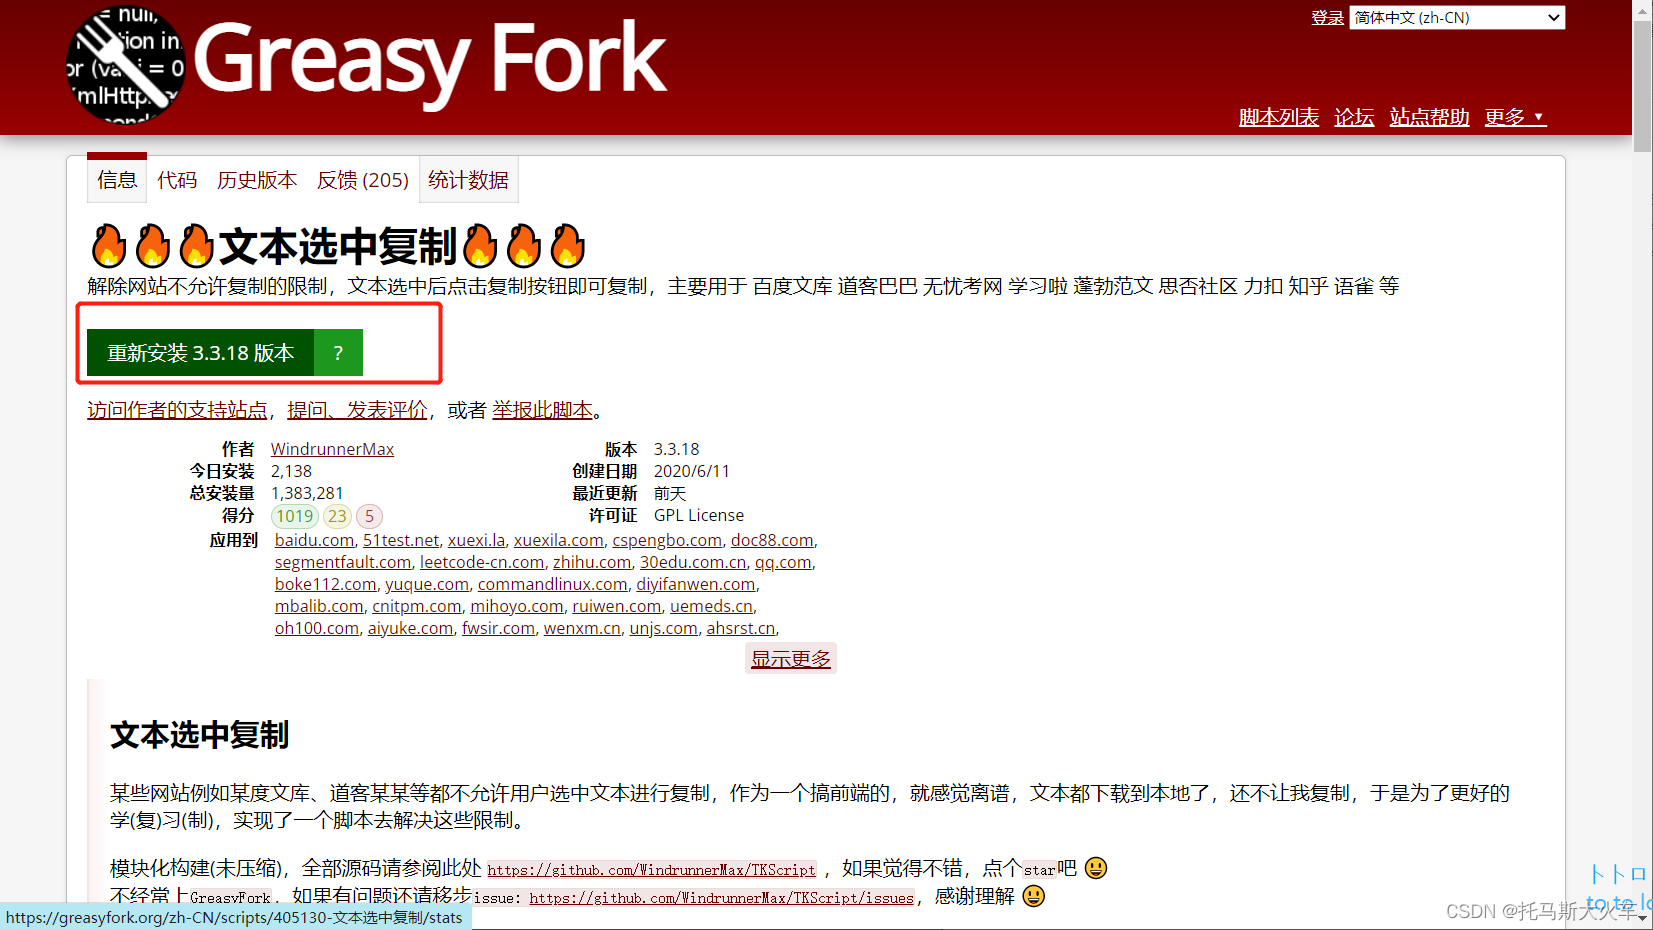 = null,
tion in
or (va i = 0
XmlHttp
Greasy Fork
登录 简体中文 (zh-CN)
脚本列表 论坛 站点帮助 更多 ▼
信息 代码 历史版本 反馈 (205) 统计数据
🔥🔥🔥文本选中复制🔥🔥🔥
解除网站不允许复制的限制，文本选中后点击复制按钮即可复制，主要用于 百度文库 道客巴巴 无忧考网 学习啦 蓬勃范文 思否社区 力扣 知乎 语雀 等
重新安装 3.3.18 版本 ?
访问作者的支持站点，提问、发表评价，或者 举报此脚本。
作者 WindrunnerMax 版本 3.3.18
今日安装 2,138 创建日期 2020/6/11
总安装量 1,383,281 最近更新 前天
得分 1019 23 5 许可证 GPL License
应用到 baidu.com, 51test.net, xuexi.la, xuexila.com, cspengbo.com, doc88.com,
segmentfault.com, leetcode-cn.com, zhihu.com, 30edu.com.cn, qq.com,
boke112.com, yuque.com, commandlinux.com, diyifanwen.com,
mbalib.com, cnitpm.com, mihoyo.com, ruiwen.com, uemeds.cn,
oh100.com, aiyuke.com, fwsir.com, wenxm.cn, unjs.com, ahsrst.cn,
显示更多
文本选中复制
某些网站例如某度文库、道客某某等都不允许用户选中文本进行复制，作为一个搞前端的，就感觉离谱，文本都下载到本地了，还不让我复制，于是为了更好的
学(复)习(制)，实现了一个脚本去解决这些限制。
模块化构建(未压缩)，全部源码请参阅此处 https://github.com/WindrunnerMax/TKScript ，如果觉得不错，点个star吧 😃
不经常上GreasyFork，如果有问题还请移步issue: https://github.com/WindrunnerMax/TKScript/issues，感谢理解 😃
https://greasyfork.org/zh-CN/scripts/405130-文本选中复制/stats
トトロ
to to lo
CSDN @托马斯大火车